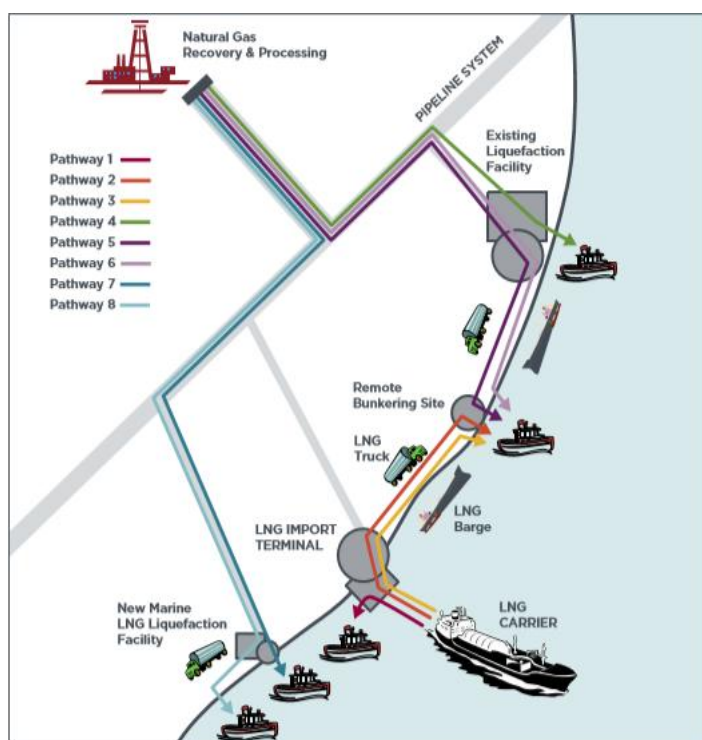 Natural Gas
Recovery & Processing
PIPELINE SYSTEM
Existing
Liquefaction
Facility
Pathway 1
Pathway 2
Pathway 3
Pathway 4
Pathway 5
Pathway 6
Pathway 7
Pathway 8
Remote
Bunkering Site
LNG
Truck
LNG
Barge
LNG IMPORT
TERMINAL
New Marine
LNG Liquefaction
Facility
LNG
CARRIER